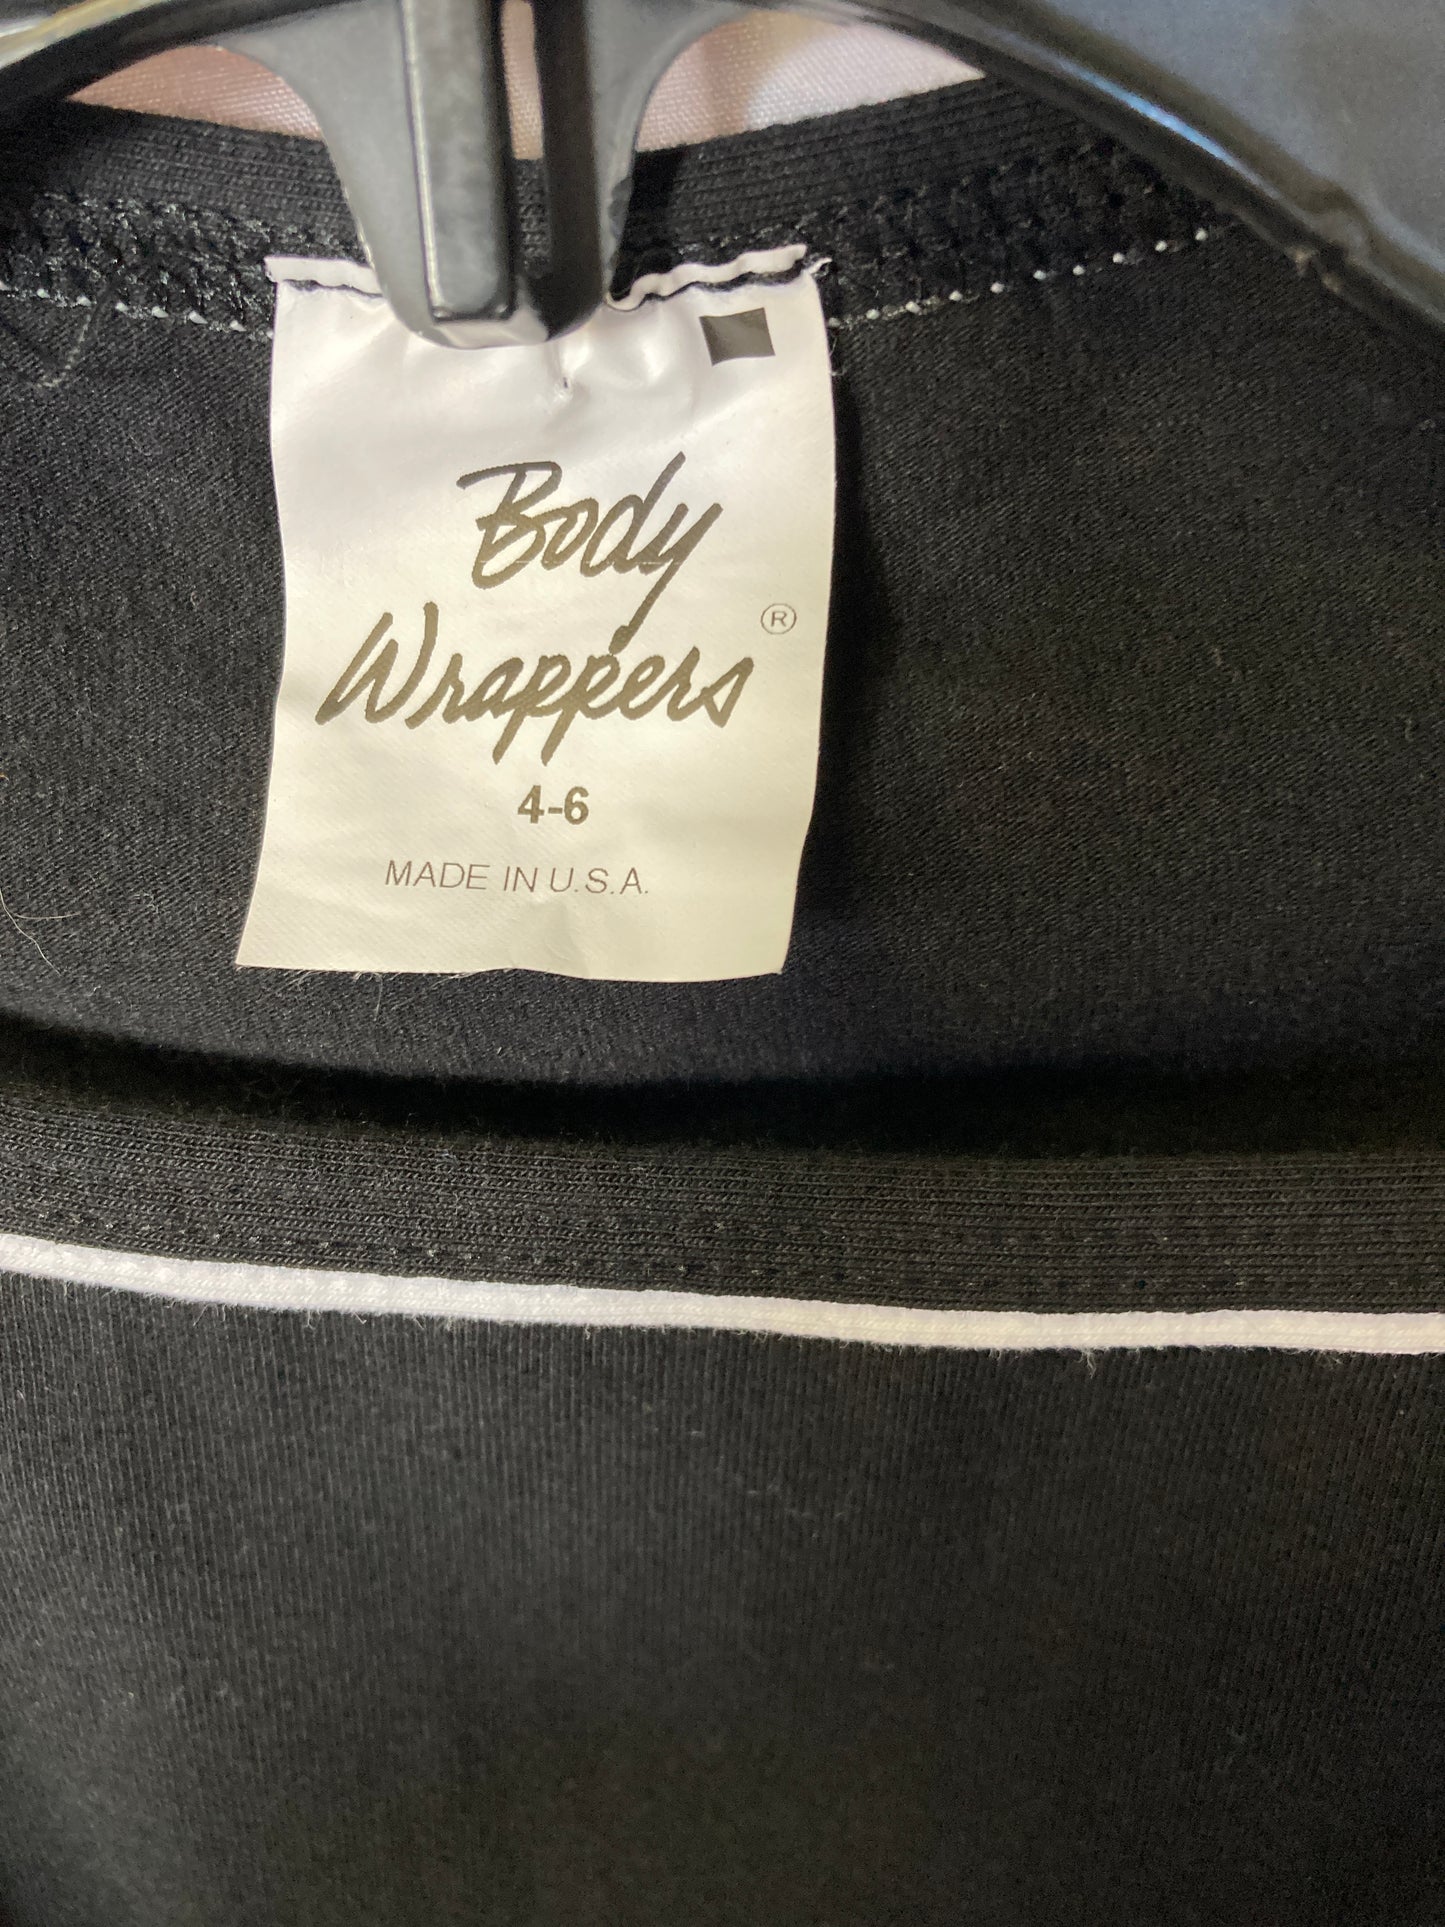 Body
Wrappers ®
4-6
MADE IN U.S.A.